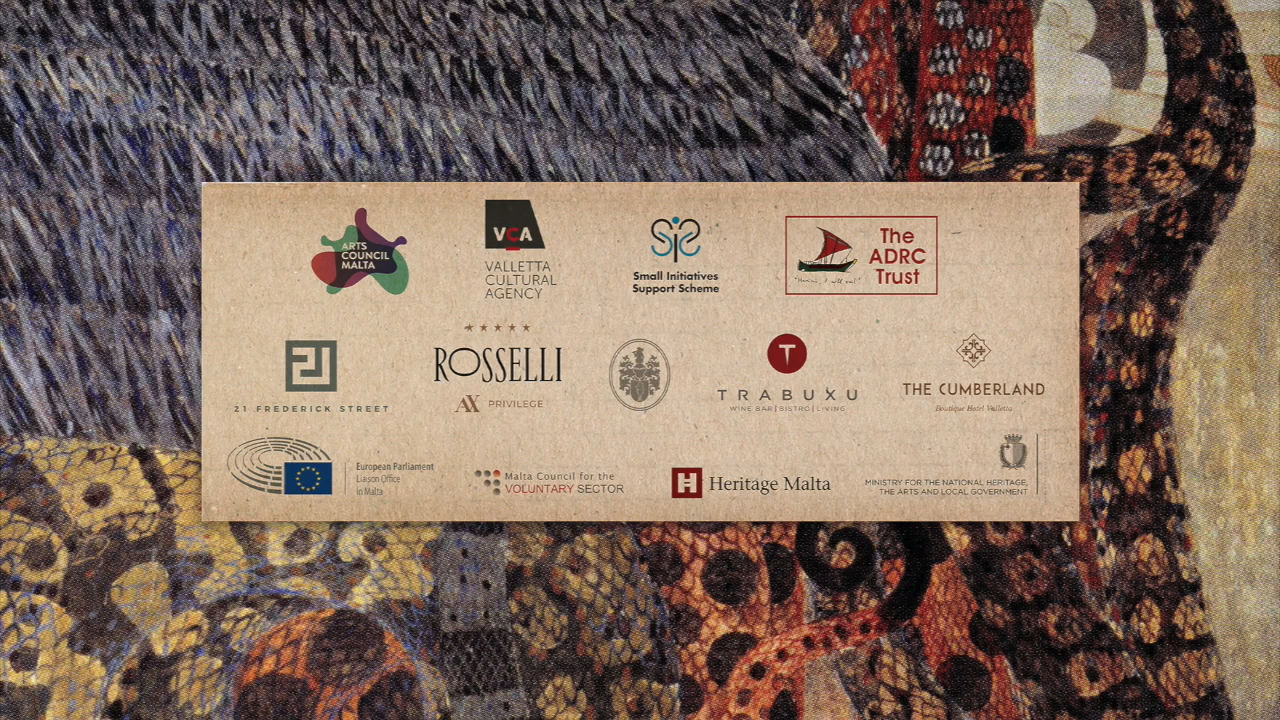 ARTS
COUNCIL
MALTA
VCA
VALLETTA
CULTURAL
AGENCY
SIS
Small Initiatives
Support Scheme
The
ADRC
Trust
21
21 FREDERICK STREET
ROSSELLI
AX PRIVILEGE
T
TRABUXU
WINE BAR | BISTRO | LIVING
THE CUMBERLAND
Boutique Hotel Valletta
European Parliament
Liaison Office
in Malta
Malta Council for the
VOLUNTARY SECTOR
H
Heritage Malta
MINISTRY FOR THE NATIONAL HERITAGE,
THE ARTS AND LOCAL GOVERNMENT